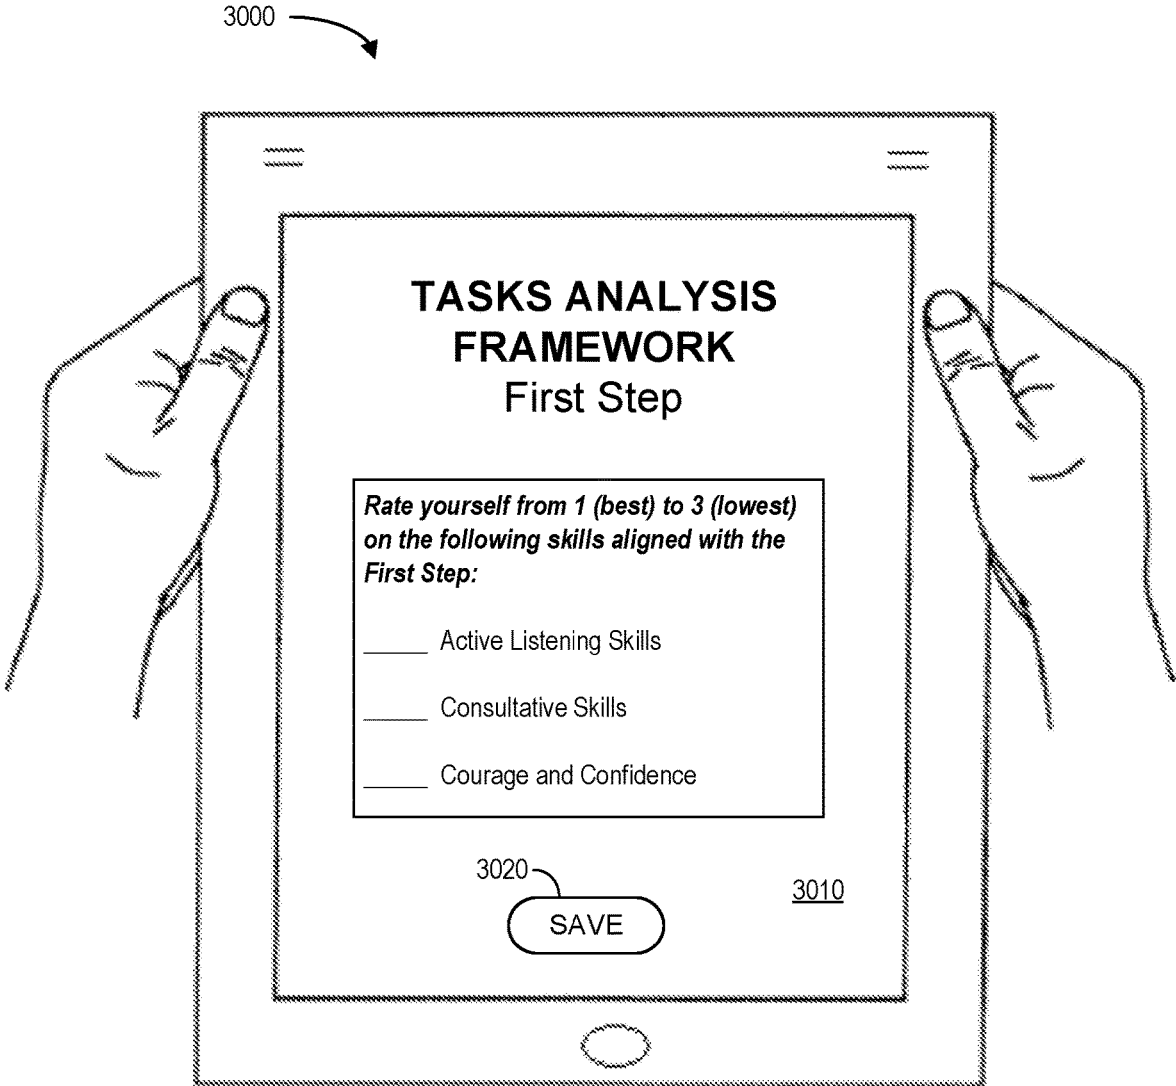 3000
TASKS ANALYSIS
FRAMEWORK
First Step
Rate yourself from 1 (best) to 3 (lowest)
on the following skills aligned with the
First Step:
_____ Active Listening Skills
_____ Consultative Skills
_____ Courage and Confidence
3020
3010
SAVE